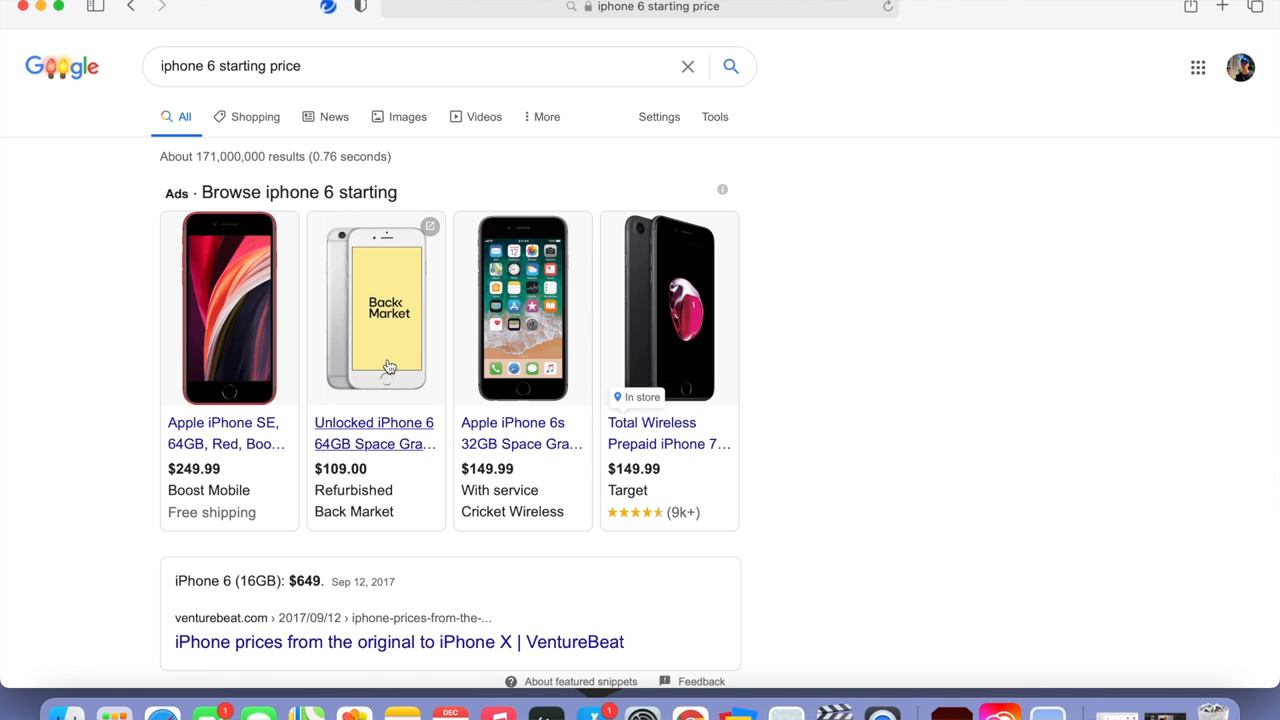 iphone 6 starting price
Google
iphone 6 starting price
All
Shopping
News
Images
Videos
More
Settings
Tools
About 171,000,000 results (0.76 seconds)
Ads · Browse iphone 6 starting
Back
Market
In store
Apple iPhone SE,
64GB, Red, Boo...
$249.99
Boost Mobile
Free shipping
Unlocked iPhone 6
64GB Space Gra...
$109.00
Refurbished
Back Market
Apple iPhone 6s
32GB Space Gra...
$149.99
With service
Cricket Wireless
Total Wireless
Prepaid iPhone 7...
$149.99
Target
(9k+)
iPhone 6 (16GB): $649. Sep 12, 2017
venturebeat.com › 2017/09/12 › iphone-prices-from-the-...
iPhone prices from the original to iPhone X | VentureBeat
About featured snippets
Feedback
1
DEC
1